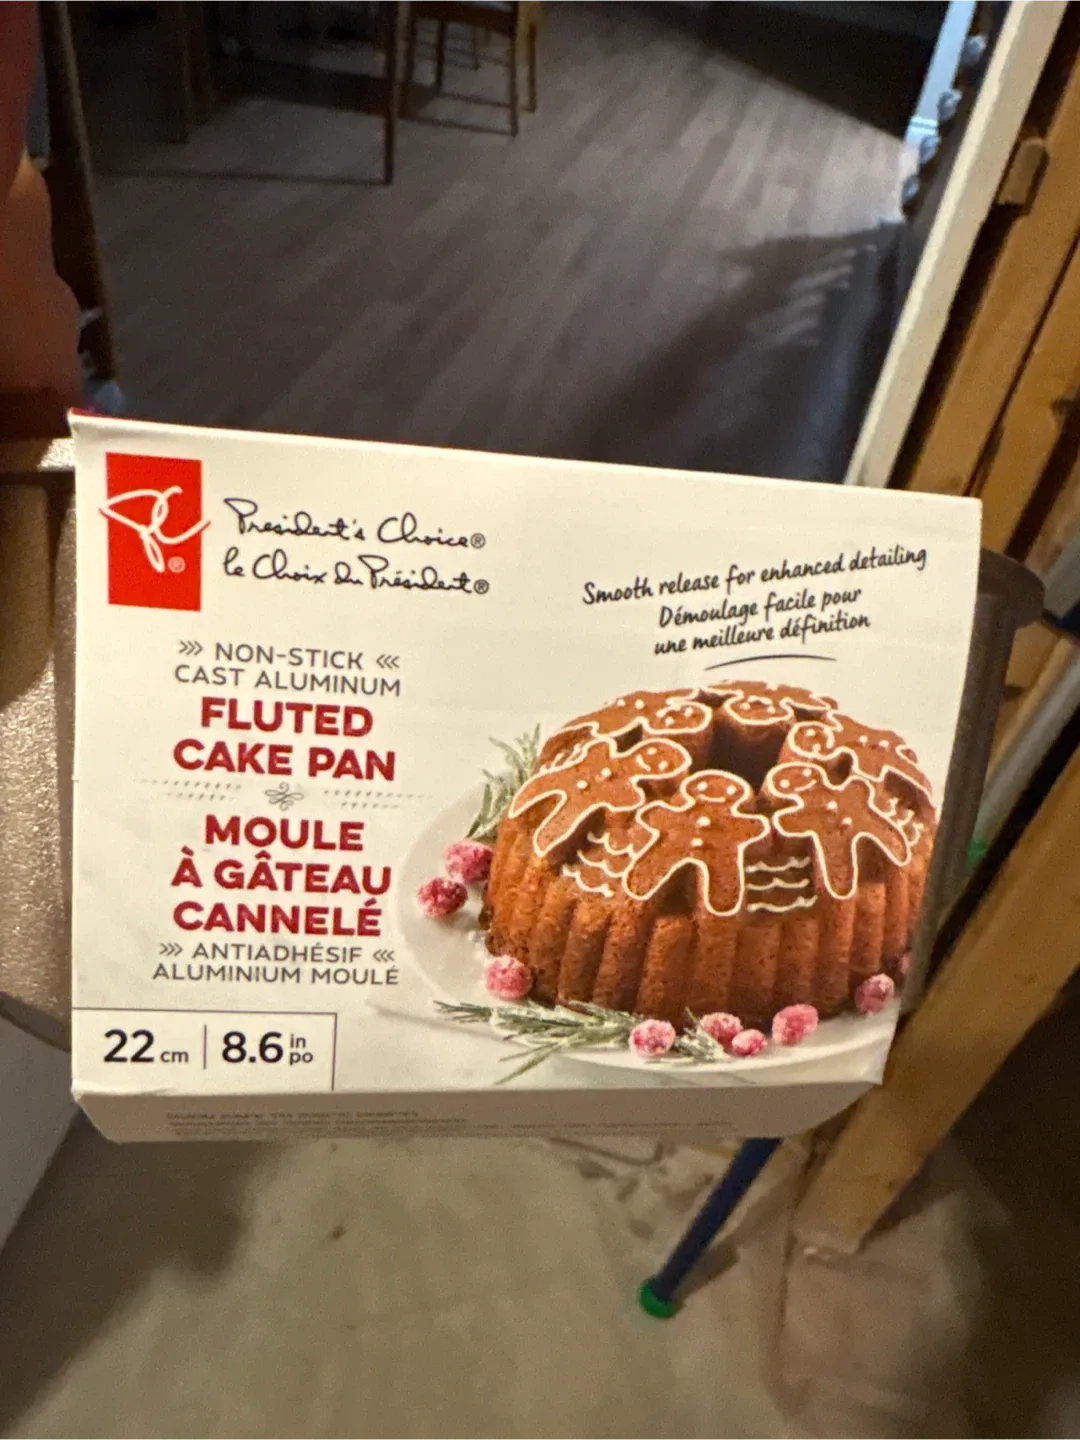 President's Choice®
le Choix du Président®
Smooth release for enhanced detailing
Démoulage facile pour
une meilleure définition
››› NON-STICK ‹‹‹
CAST ALUMINUM
FLUTED
CAKE PAN
MOULE
À GÂTEAU
CANNELÉ
››› ANTIADHÉSIF ‹‹‹
ALUMINIUM MOULÉ
22 cm | 8.6 in
po